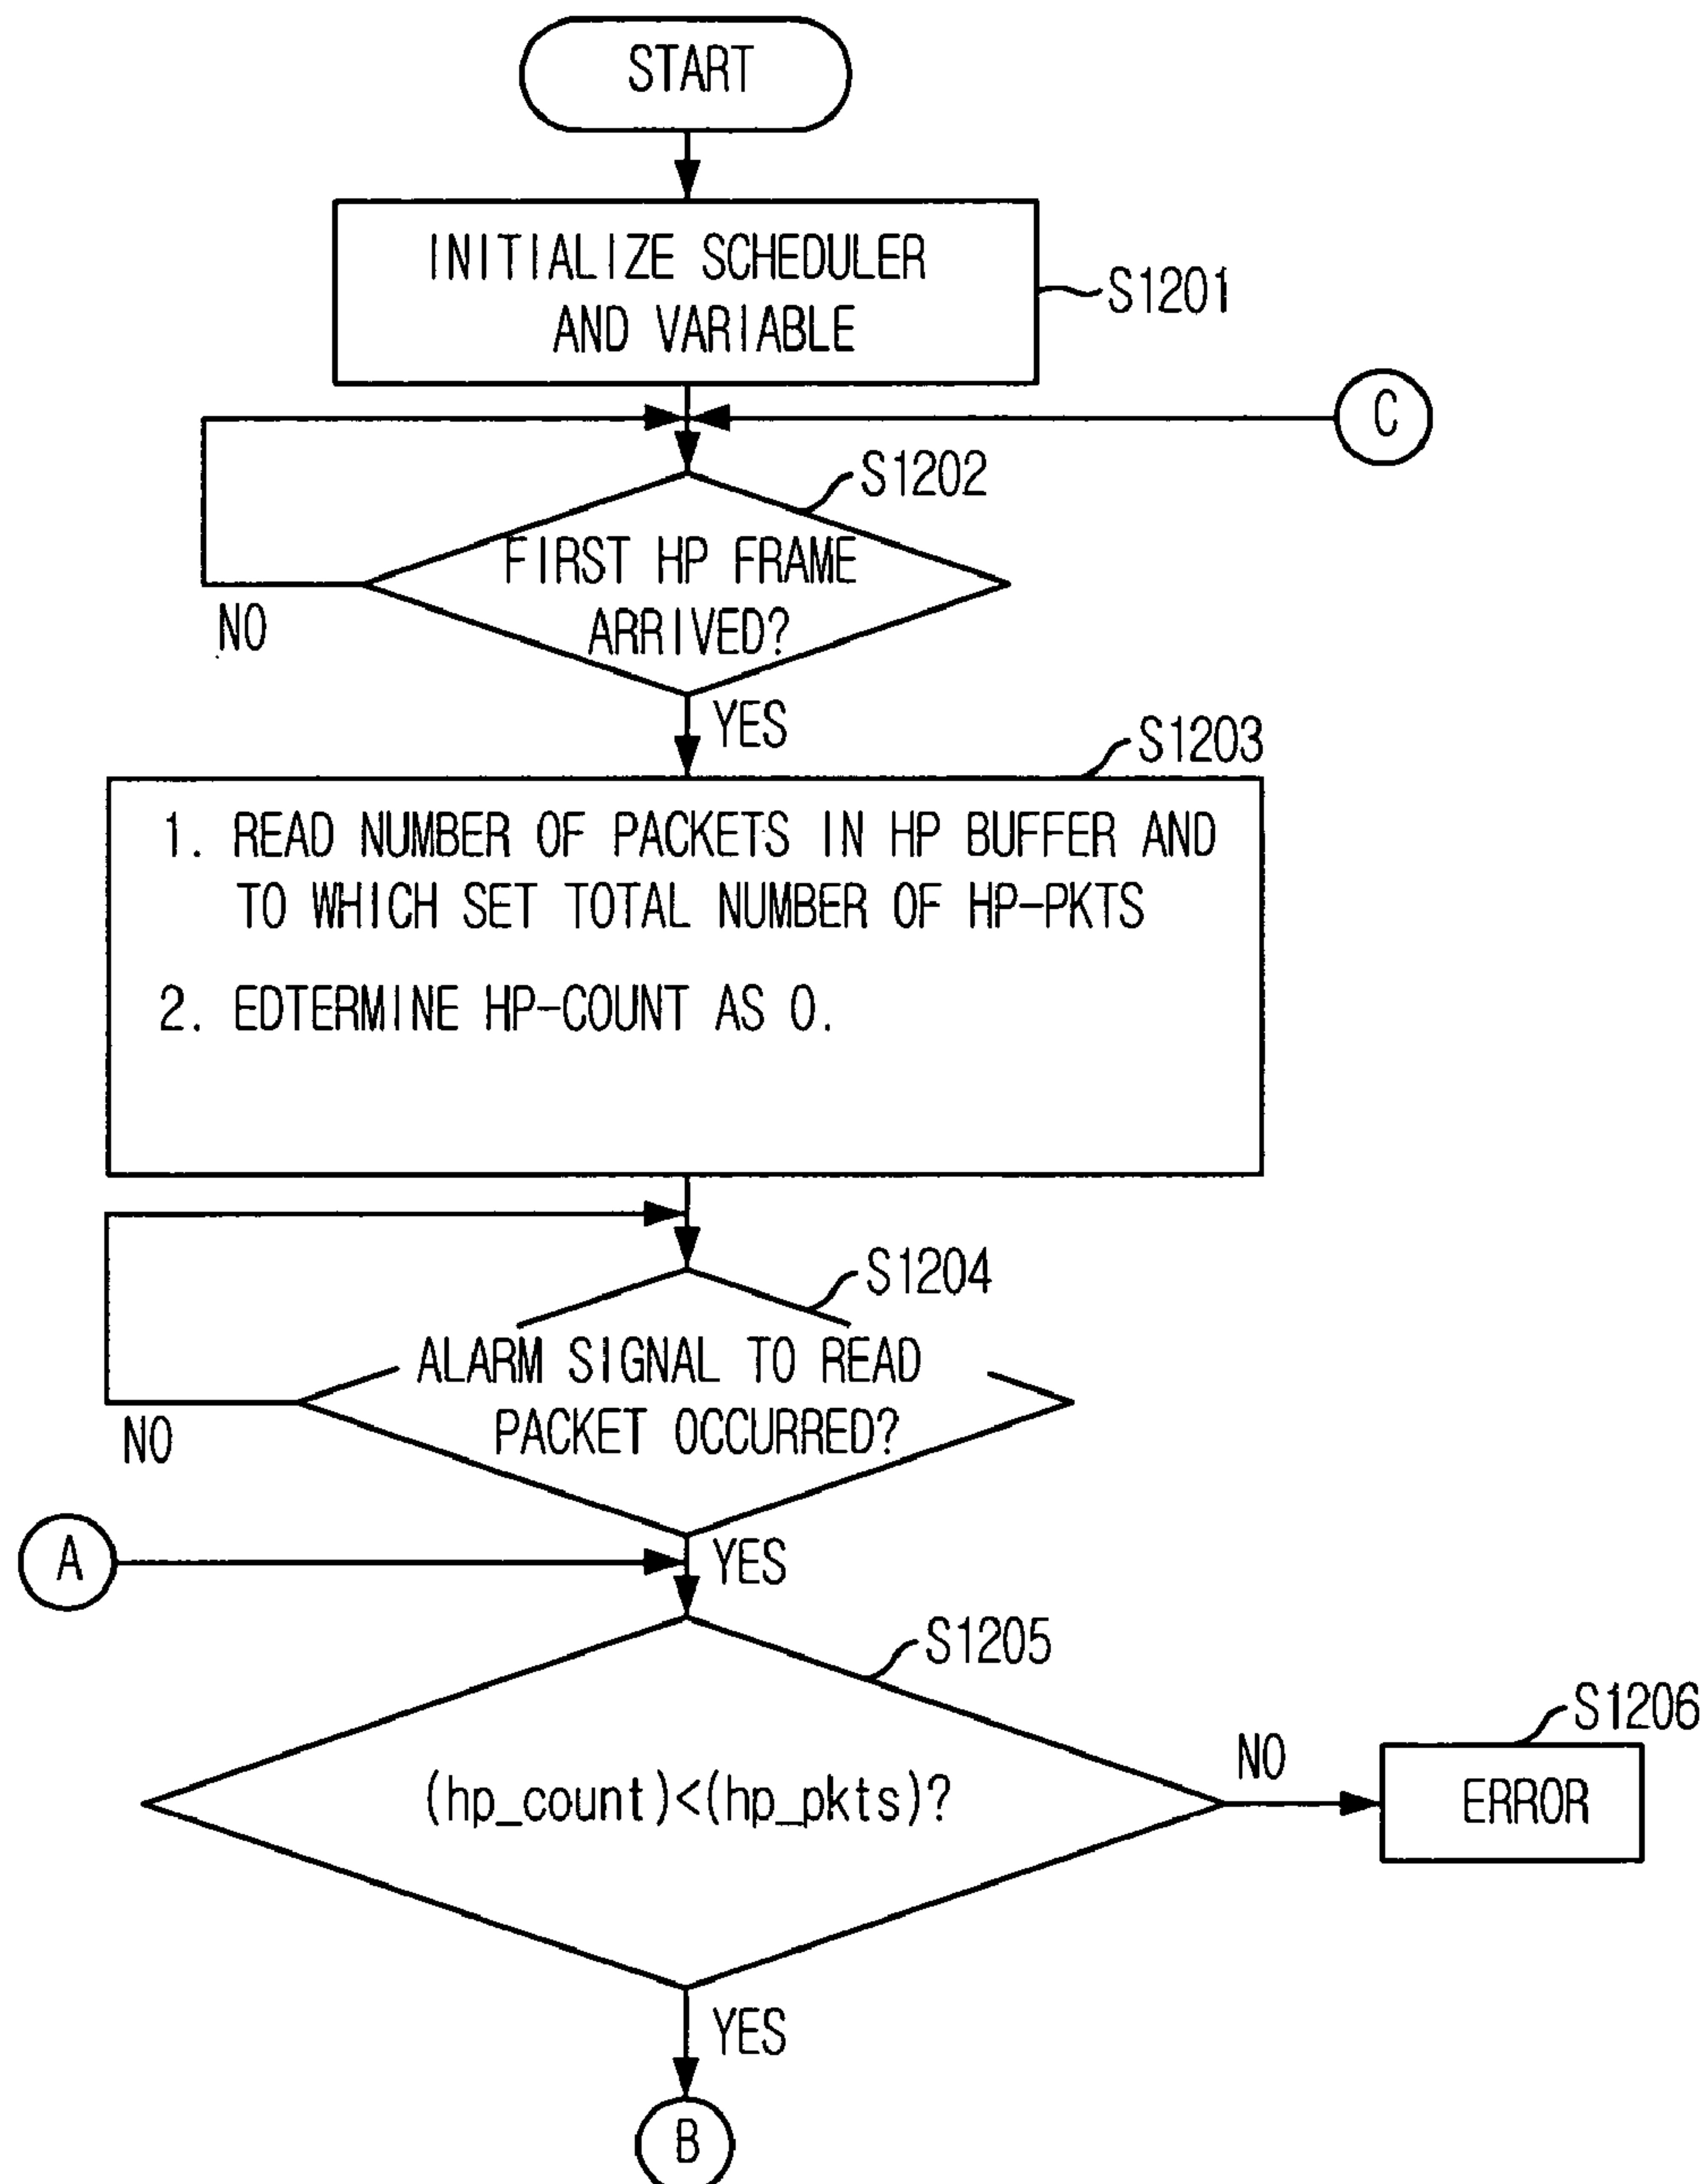 START
INITIALIZE SCHEDULER
AND VARIABLE
S1201
C
S1202
FIRST HP FRAME
ARRIVED?
NO
YES
S1203
1. READ NUMBER OF PACKETS IN HP BUFFER AND
TO WHICH SET TOTAL NUMBER OF HP-PKTS
2. EDTERMINE HP-COUNT AS 0.
S1204
ALARM SIGNAL TO READ
PACKET OCCURRED?
NO
A
YES
S1205
(hp_count)<(hp_pkts)?
NO
S1206
ERROR
YES
B